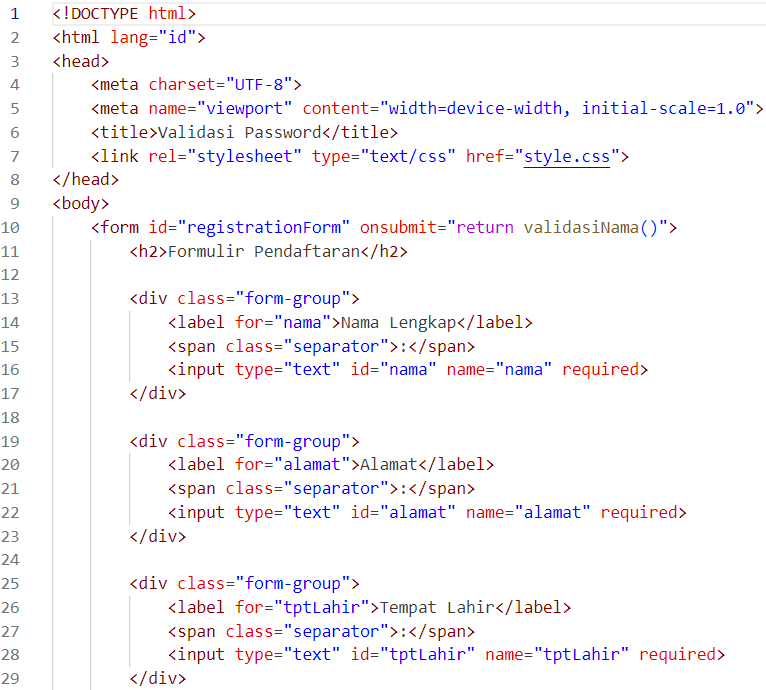 1 <!DOCTYPE html>
2 <html lang="id">
3 <head>
4     <meta charset="UTF-8">
5     <meta name="viewport" content="width=device-width, initial-scale=1.0">
6     <title>Validasi Password</title>
7     <link rel="stylesheet" type="text/css" href="style.css">
8 </head>
9 <body>
10     <form id="registrationForm" onsubmit="return validasiNama()">
11         <h2>Formulir Pendaftaran</h2>
12
13         <div class="form-group">
14             <label for="nama">Nama Lengkap</label>
15             <span class="separator">:</span>
16             <input type="text" id="nama" name="nama" required>
17         </div>
18
19         <div class="form-group">
20             <label for="alamat">Alamat</label>
21             <span class="separator">:</span>
22             <input type="text" id="alamat" name="alamat" required>
23         </div>
24
25         <div class="form-group">
26             <label for="tptLahir">Tempat Lahir</label>
27             <span class="separator">:</span>
28             <input type="text" id="tptLahir" name="tptLahir" required>
29         </div>